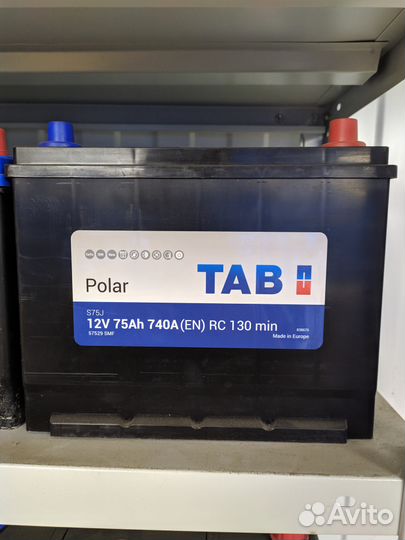 Polar
TAB
S75J
12V 75Ah 740A(EN) RC 130 min
57529 SMF
Made in Europe
Avito